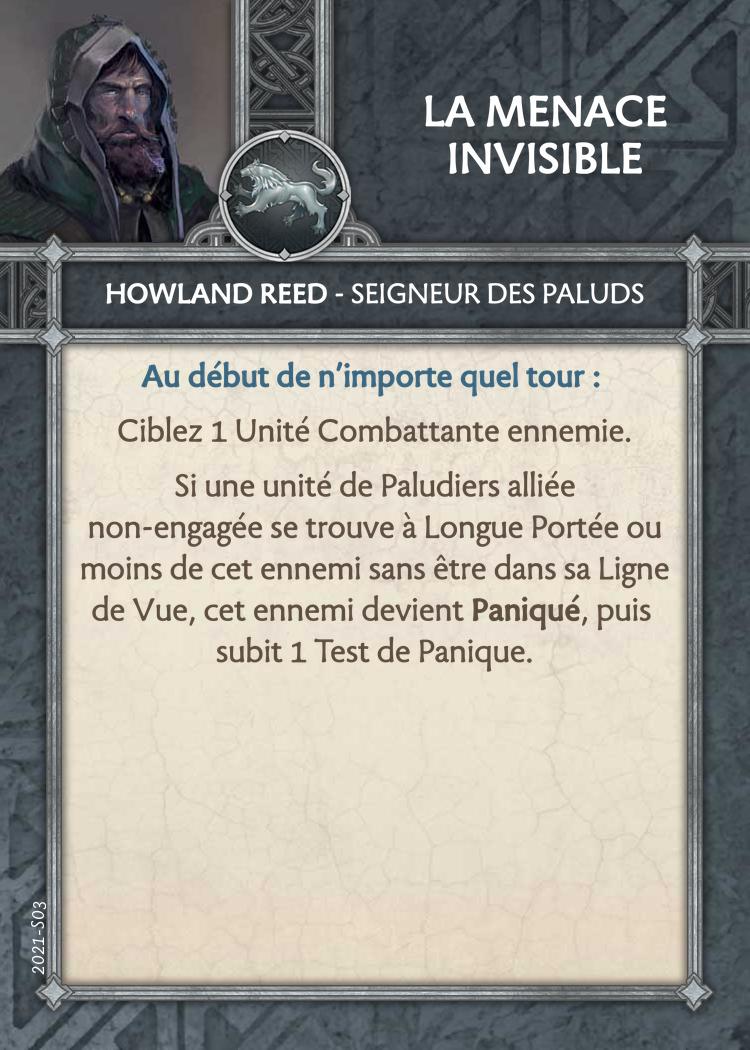 LA MENACE
INVISIBLE
HOWLAND REED - SEIGNEUR DES PALUDS
Au début de n'importe quel tour :
Ciblez 1 Unité Combattante ennemie.
Si une unité de Paludiers alliée
non-engagée se trouve à Longue Portée ou
moins de cet ennemi sans être dans sa Ligne
de Vue, cet ennemi devient Paniqué, puis
subit 1 Test de Panique.
2021-S03